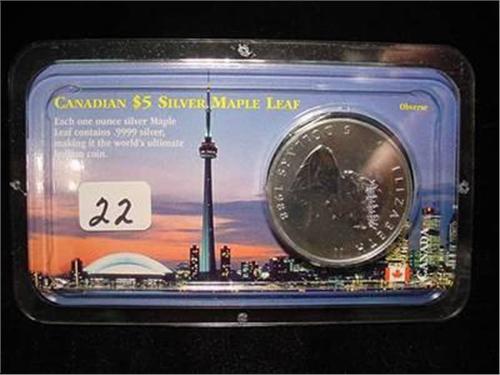 CANADIAN $5 SILVER MAPLE LEAF
Obverse
Each one ounce silver Maple
Leaf contains .9999 silver,
making it the world's ultimate
bullion coin.
22
ELIZABETH II
5 DOLLARS 1988
CANADA